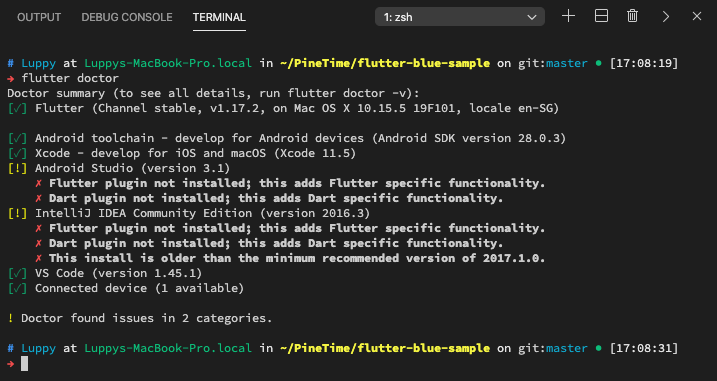 OUTPUT DEBUG CONSOLE TERMINAL 1: zsh
# Luppy at Luppys-MacBook-Pro.local in ~/PineTime/flutter-blue-sample on git:master ● [17:08:19]
→ flutter doctor
Doctor summary (to see all details, run flutter doctor -v):
[✓] Flutter (Channel stable, v1.17.2, on Mac OS X 10.15.5 19F101, locale en-SG)
[✓] Android toolchain - develop for Android devices (Android SDK version 28.0.3)
[✓] Xcode - develop for iOS and macOS (Xcode 11.5)
[!] Android Studio (version 3.1)
✗ Flutter plugin not installed; this adds Flutter specific functionality.
✗ Dart plugin not installed; this adds Dart specific functionality.
[!] IntelliJ IDEA Community Edition (version 2016.3)
✗ Flutter plugin not installed; this adds Flutter specific functionality.
✗ Dart plugin not installed; this adds Dart specific functionality.
✗ This install is older than the minimum recommended version of 2017.1.0.
[✓] VS Code (version 1.45.1)
[✓] Connected device (1 available)
! Doctor found issues in 2 categories.
# Luppy at Luppys-MacBook-Pro.local in ~/PineTime/flutter-blue-sample on git:master ● [17:08:31]
→